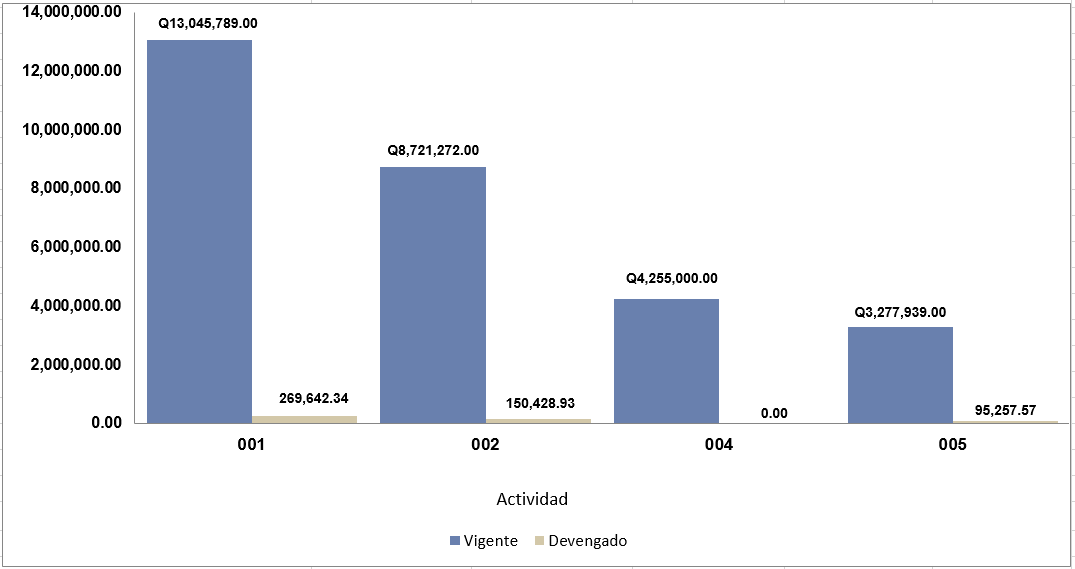 14,000,000.00
12,000,000.00
10,000,000.00
8,000,000.00
6,000,000.00
4,000,000.00
2,000,000.00
0.00
Q13,045,789.00
269,642.34
Q8,721,272.00
150,428.93
Q4,255,000.00
0.00
Q3,277,939.00
95,257.57
001 002 004 005
Actividad
Vigente Devengado